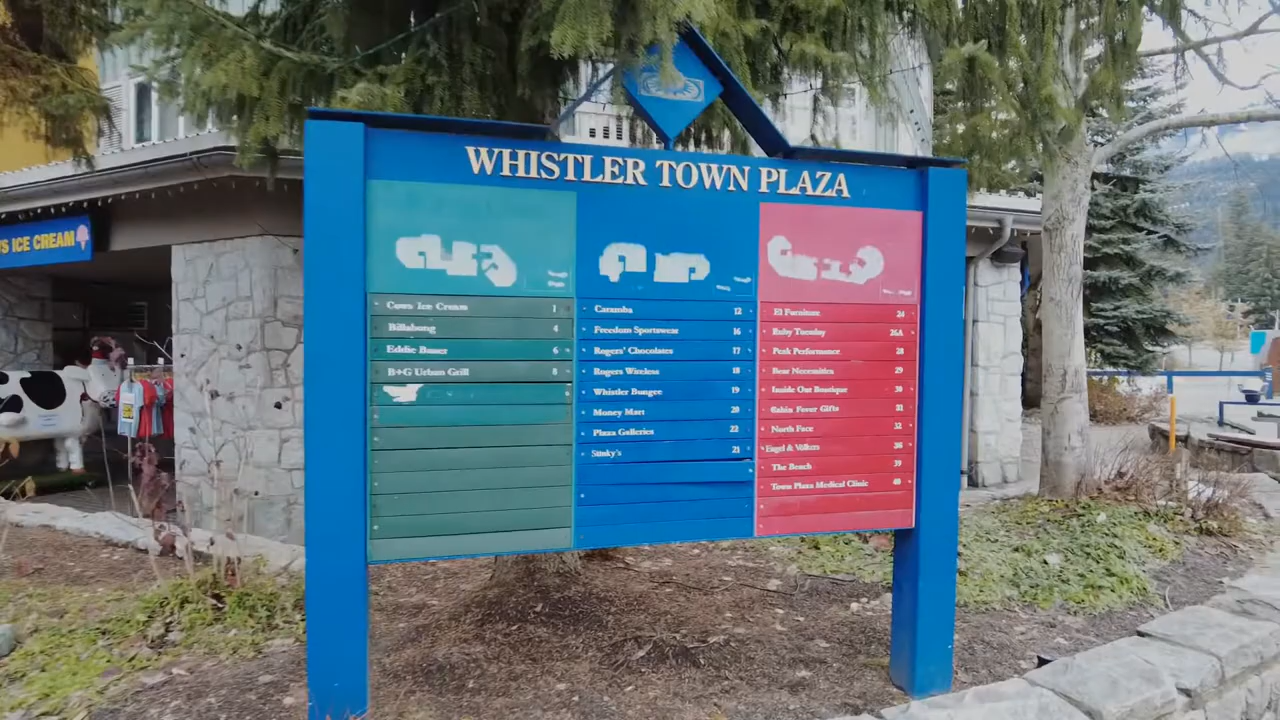 WHISTLER TOWN PLAZA
'S ICE CREAM
Cows Ice Cream 1
Billabong 4
Eddie Bauer 6
B+G Urban Grill 8
Caramba 12
Freedom Sportswear 16
Rogers' Chocolates 17
Rogers Wireless 18
Whistler Bungee 19
Money Mart 20
Plaza Galleries 22
Stinky's 21
El Furniture 24
Ruby Tuesday 26A
Peak Performance 28
Bear Necessities 29
Inside Out Boutique 30
Cabin Fever Gifts 31
North Face 32
Engel & Völkers 36
The Beach 39
Town Plaza Medical Clinic 40